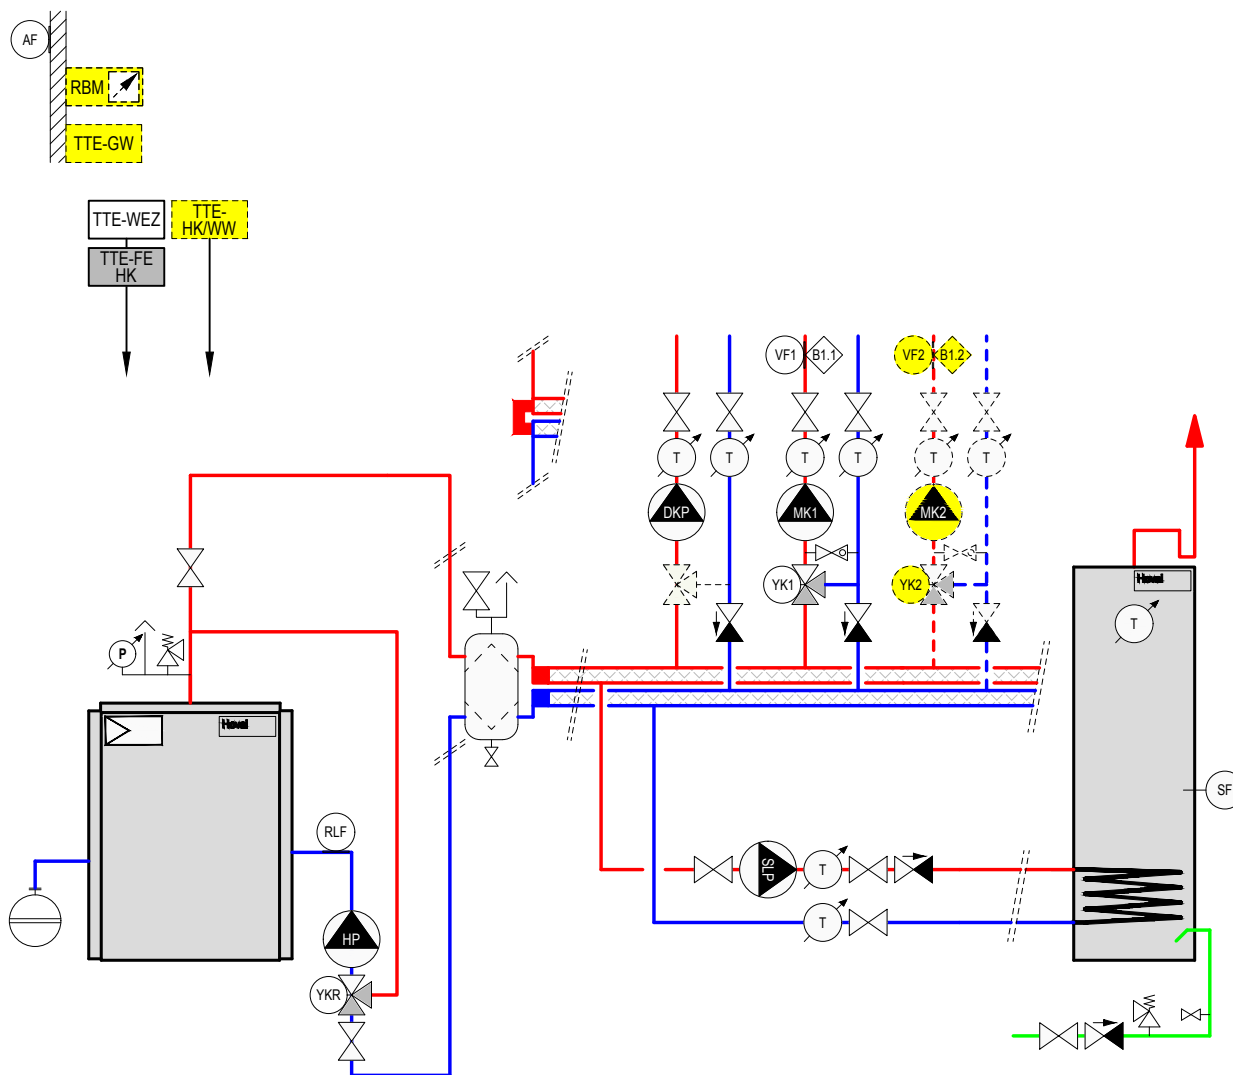 AF
RBM
TTE-GW
TTE-WEZ
TTE-
HK/WW
TTE-FE
HK
VF1
B1.1
VF2
B1.2
T
T
T
T
T
T
DKP
MK1
MK2
YK1
YK2
P
Hoval
Hoval
T
SF
RLF
SLP
T
T
HP
YKR